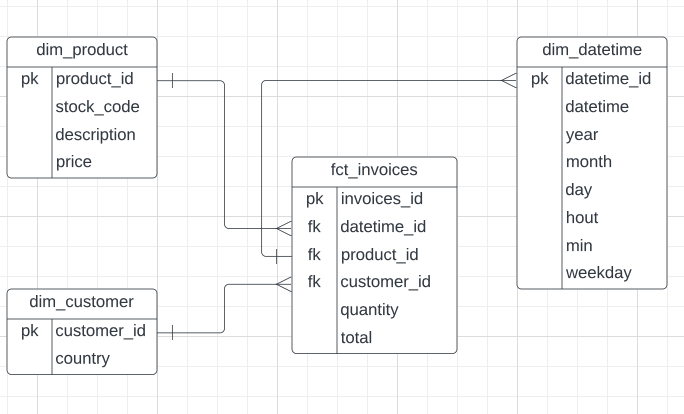 dim_product
pk product_id
stock_code
description
price
dim_datetime
pk datetime_id
datetime
year
month
day
hout
min
weekday
fct_invoices
pk invoices_id
fk datetime_id
fk product_id
fk customer_id
quantity
total
dim_customer
pk customer_id
country